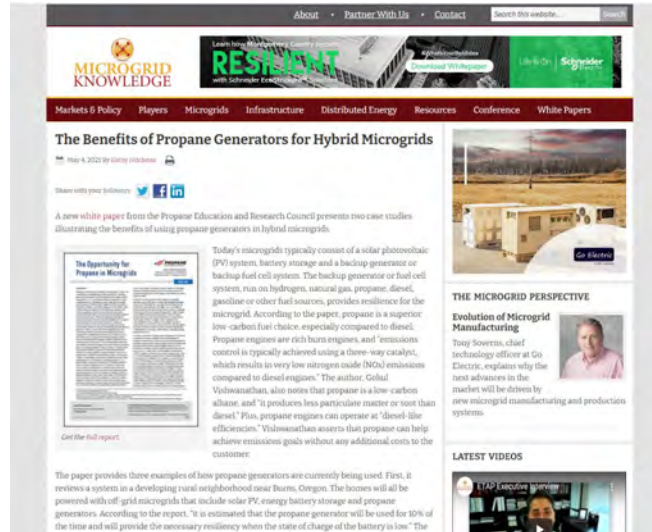 About • Partner With Us • Contact
Search this website... Search
MICROGRID
KNOWLEDGE
Learn how Montgomery County became
RESILIENT
with Schneider
Download Whitepaper
Life Is On | Schneider
Electric
Markets & Policy Players Microgrids Infrastructure Distributed Energy Resources Conference White Papers
The Benefits of Propane Generators for Hybrid Microgrids
May 4, 2021 By
Share with your followers
A new white paper from the Propane Education and Research Council presents two case studies
illustrating the benefits of using propane generators in hybrid microgrids.
The Opportunity for
Propane in Microgrids
PROPANE
Get the full report.
Today's microgrids typically consist of a solar photovoltaic
(PV) system, battery storage and a backup generator or
backup fuel cell system. The backup generator or fuel cell
system, run on hydrogen, natural gas, propane, diesel,
gasoline or other fuel sources, provides resilience for the
microgrid. According to the paper, propane is a superior
low-carbon fuel choice, especially compared to diesel.
Propane engines are rich burn engines, and "emissions
control is typically achieved using a three-way catalyst,
which results in very low nitrogen oxide (NOx) emissions
compared to diesel engines." The author, Gokul
Vishwanathan, also notes that propane is a low-carbon
alkane, and "it produces less particulate matter or soot than
diesel." Plus, propane engines can operate at "diesel-like
efficiencies." Vishwanathan asserts that propane can help
achieve emissions goals without any additional costs to the
customer.
The paper provides three examples of how propane generators are currently being used. First, it
reviews a system in a developing rural neighborhood near Burns, Oregon. The homes will all be
powered with off-grid microgrids that include solar PV, energy battery storage and propane
generators. According to the report, "it is estimated that the propane generator will be used for 10% of
the time and will provide the necessary resiliency when the state of charge of the battery is low." The
Go Electric
THE MICROGRID PERSPECTIVE
Evolution of Microgrid
Manufacturing
Tony Soverns, chief
technology officer at Go
Electric, explains why the
next advances in the
market will be driven by
new microgrid manufacturing and production
systems.
LATEST VIDEOS
ETAP Executive Interview